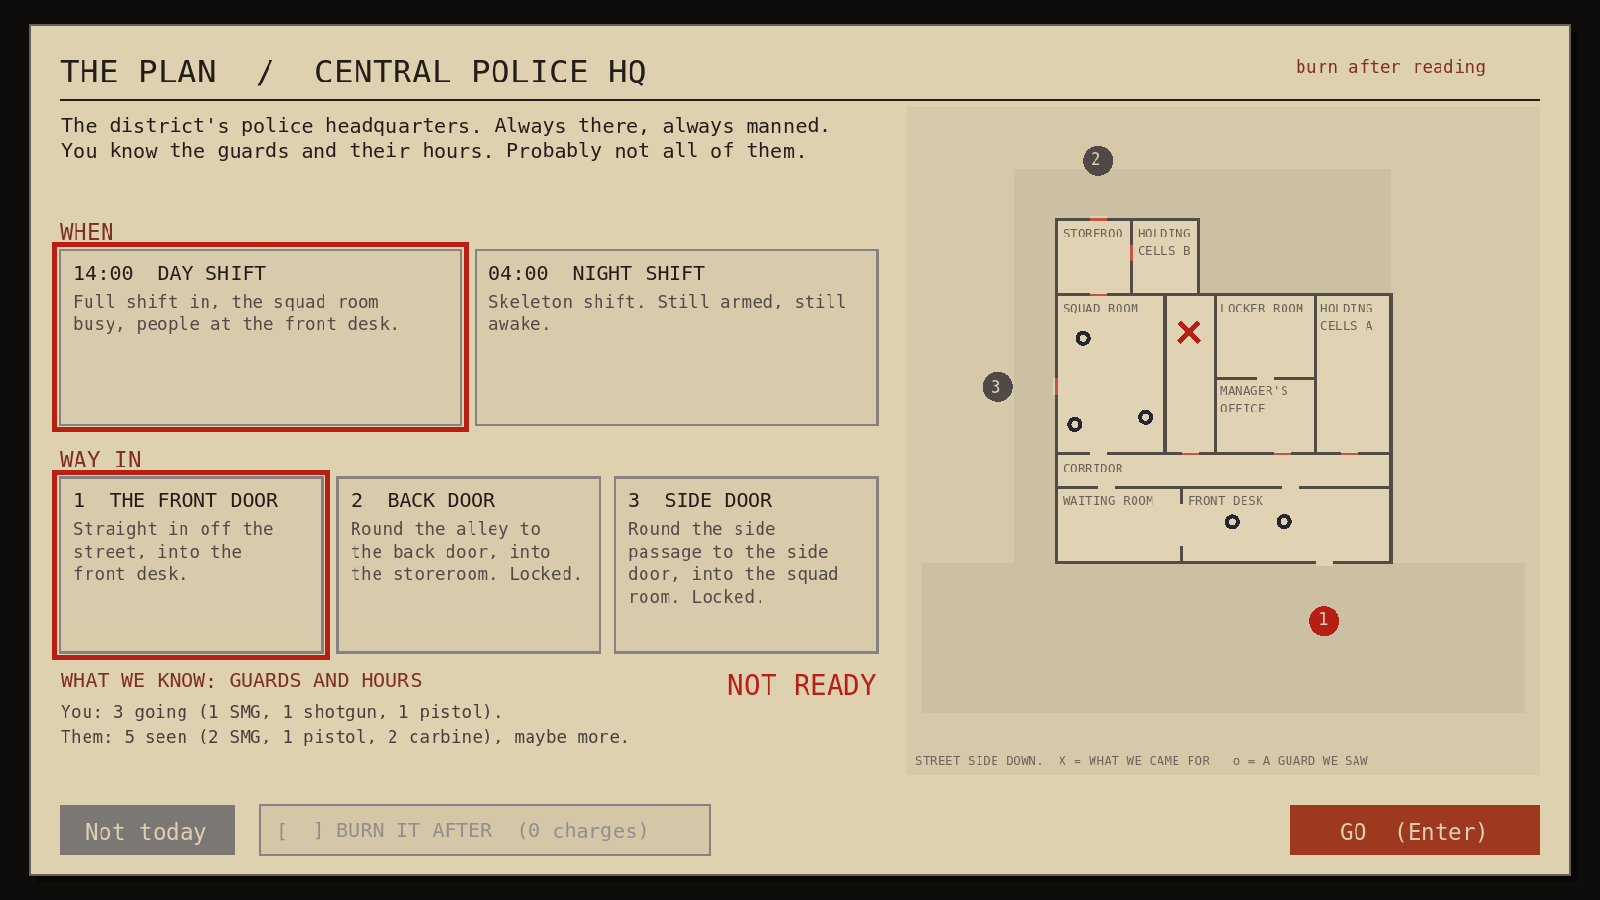 THE PLAN / CENTRAL POLICE HQ
burn after reading
The district's police headquarters. Always there, always manned.
You know the guards and their hours. Probably not all of them.
WHEN
14:00 DAY SHIFT
Full shift in, the squad room
busy, people at the front desk.
04:00 NIGHT SHIFT
Skeleton shift. Still armed, still
awake.
WAY IN
1 THE FRONT DOOR
Straight in off the
street, into the
front desk.
2 BACK DOOR
Round the alley to
the back door, into
the storeroom. Locked.
3 SIDE DOOR
Round the side
passage to the side
door, into the squad
room. Locked.
WHAT WE KNOW: GUARDS AND HOURS
NOT READY
You: 3 going (1 SMG, 1 shotgun, 1 pistol).
Them: 5 seen (2 SMG, 1 pistol, 2 carbine), maybe more.
2
STOREROO
HOLDING
CELLS B
SQUAD ROOM
LOCKER ROOM
HOLDING
CELLS A
3
MANAGER'S
OFFICE
CORRIDOR
WAITING ROOM
FRONT DESK
1
STREET SIDE DOWN. X = WHAT WE CAME FOR o = A GUARD WE SAW
Not today
[ ] BURN IT AFTER (0 charges)
GO (Enter)